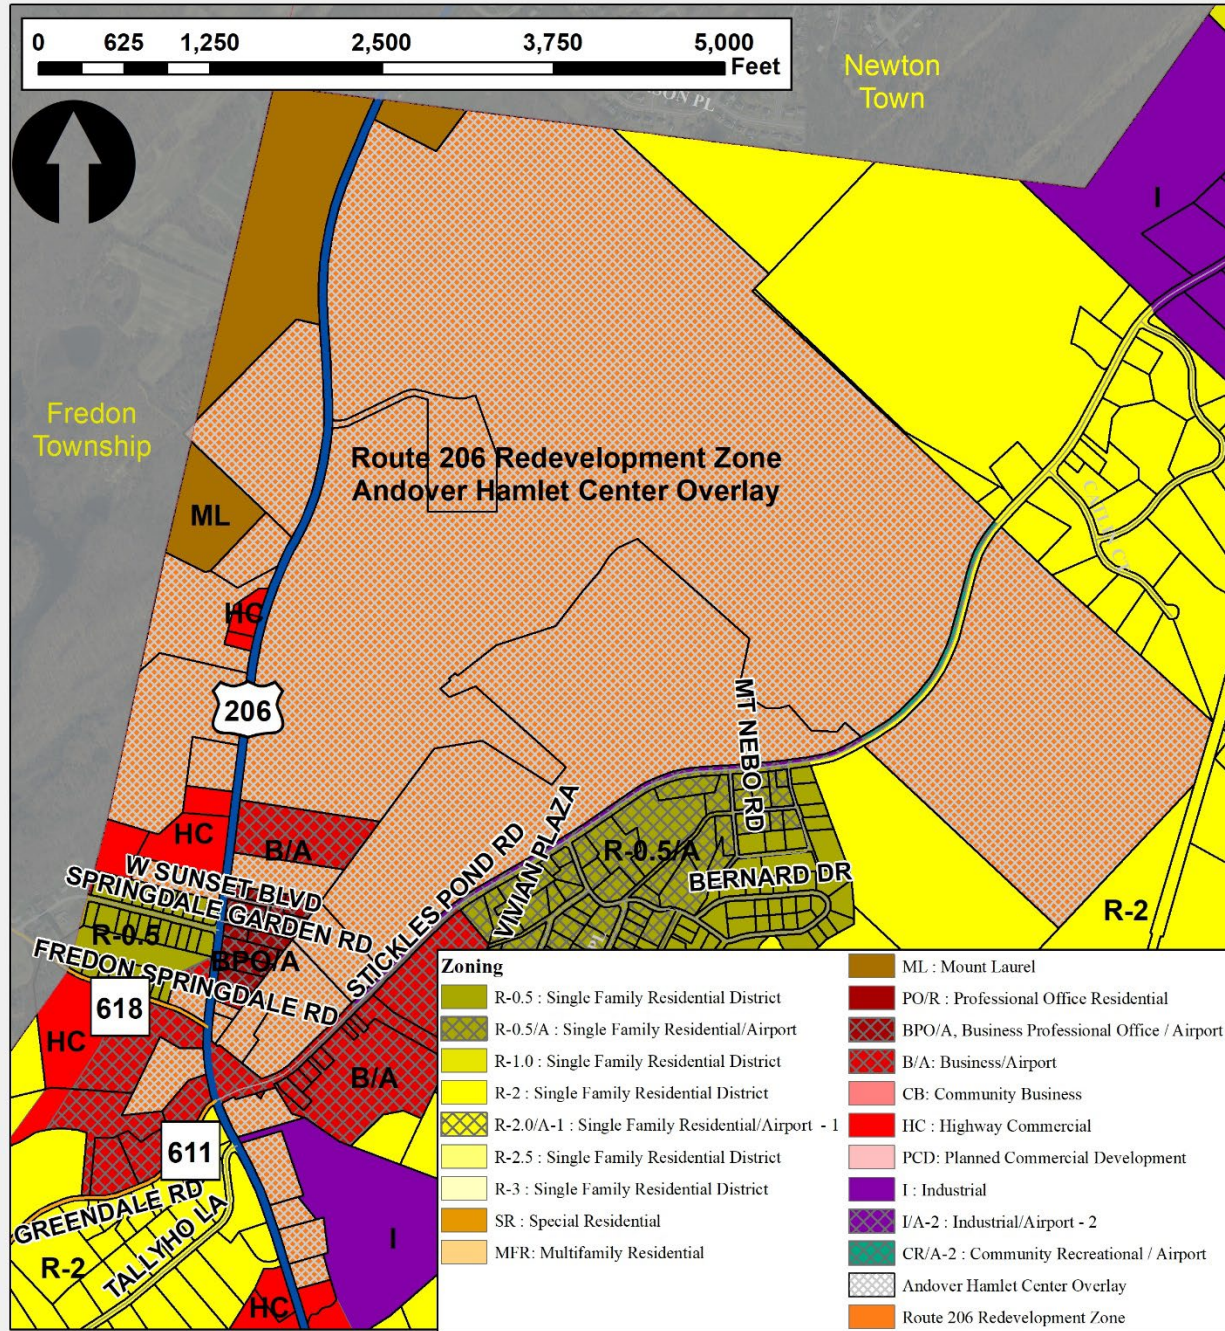 0 625 1,250 2,500 3,750 5,000
Feet
Newton
Town
I
Fredon
Township
Route 206 Redevelopment Zone
Andover Hamlet Center Overlay
ML
HC
206
MT NEBO RD
HC
B/A
W SUNSET BLVD
SPRINGDALE GARDEN RD
R-0.5
BPO/A
FREDON SPRINGDALE RD
STICKLES POND RD
VIVIAN PLAZA
R-0.5/A
BERNARD DR
R-2
618
HC
B/A
611
GREENDALE RD
TALLYHO LA
R-2
I
HC
Zoning
R-0.5 : Single Family Residential District
R-0.5/A : Single Family Residential/Airport
R-1.0 : Single Family Residential District
R-2 : Single Family Residential District
R-2.0/A-1 : Single Family Residential/Airport - 1
R-2.5 : Single Family Residential District
R-3 : Single Family Residential District
SR : Special Residential
MFR: Multifamily Residential
ML : Mount Laurel
PO/R : Professional Office Residential
BPO/A, Business Professional Office / Airport
B/A: Business/Airport
CB: Community Business
HC : Highway Commercial
PCD: Planned Commercial Development
I : Industrial
I/A-2 : Industrial/Airport - 2
CR/A-2 : Community Recreational / Airport
Andover Hamlet Center Overlay
Route 206 Redevelopment Zone